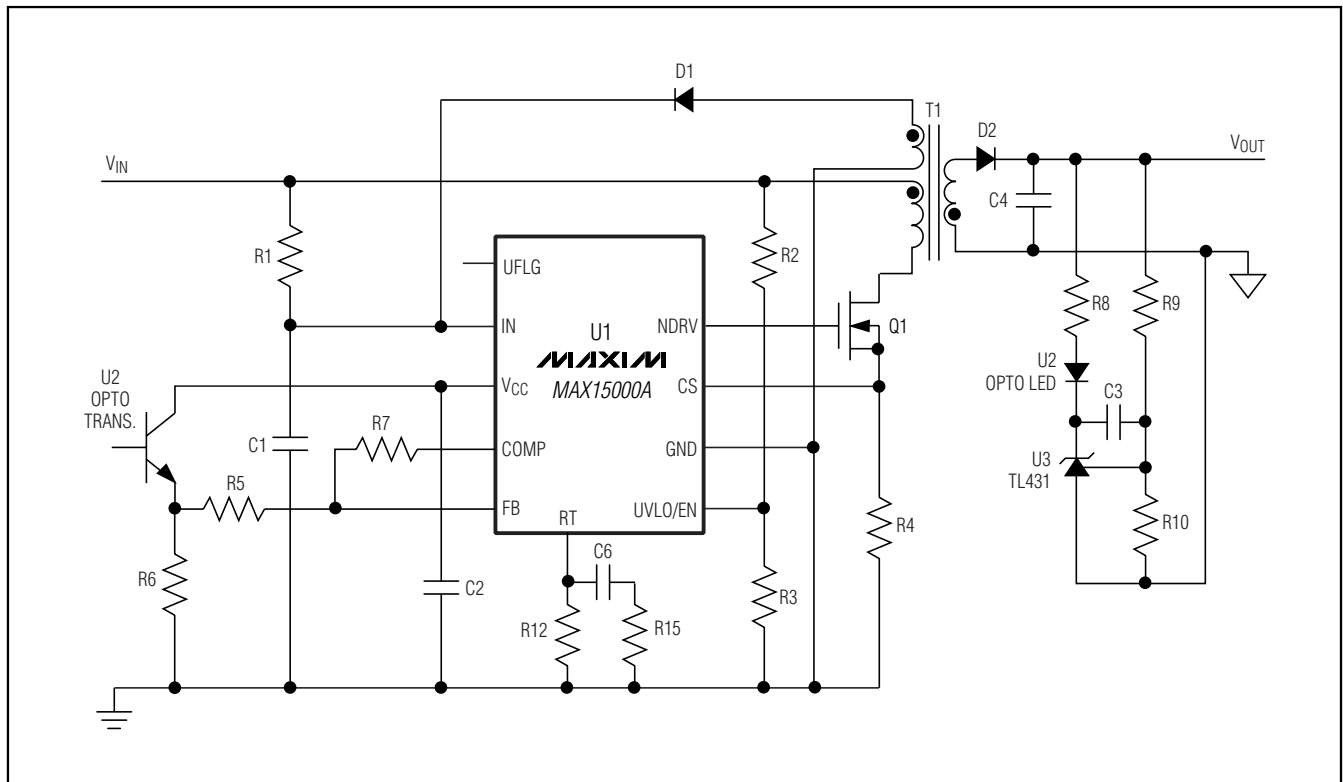 D1
T1
D2
VIN
VOUT
C4
R1
R2
UFLG
R8
R9
IN
U1
NDRV
Q1
MAXIM
MAX15000A
U2
OPTO LED
U2
OPTO
TRANS.
VCC
CS
C3
R7
C1
COMP
GND
U3
TL431
R5
FB
RT
UVLO/EN
R4
R10
C6
R6
C2
R3
R12
R15